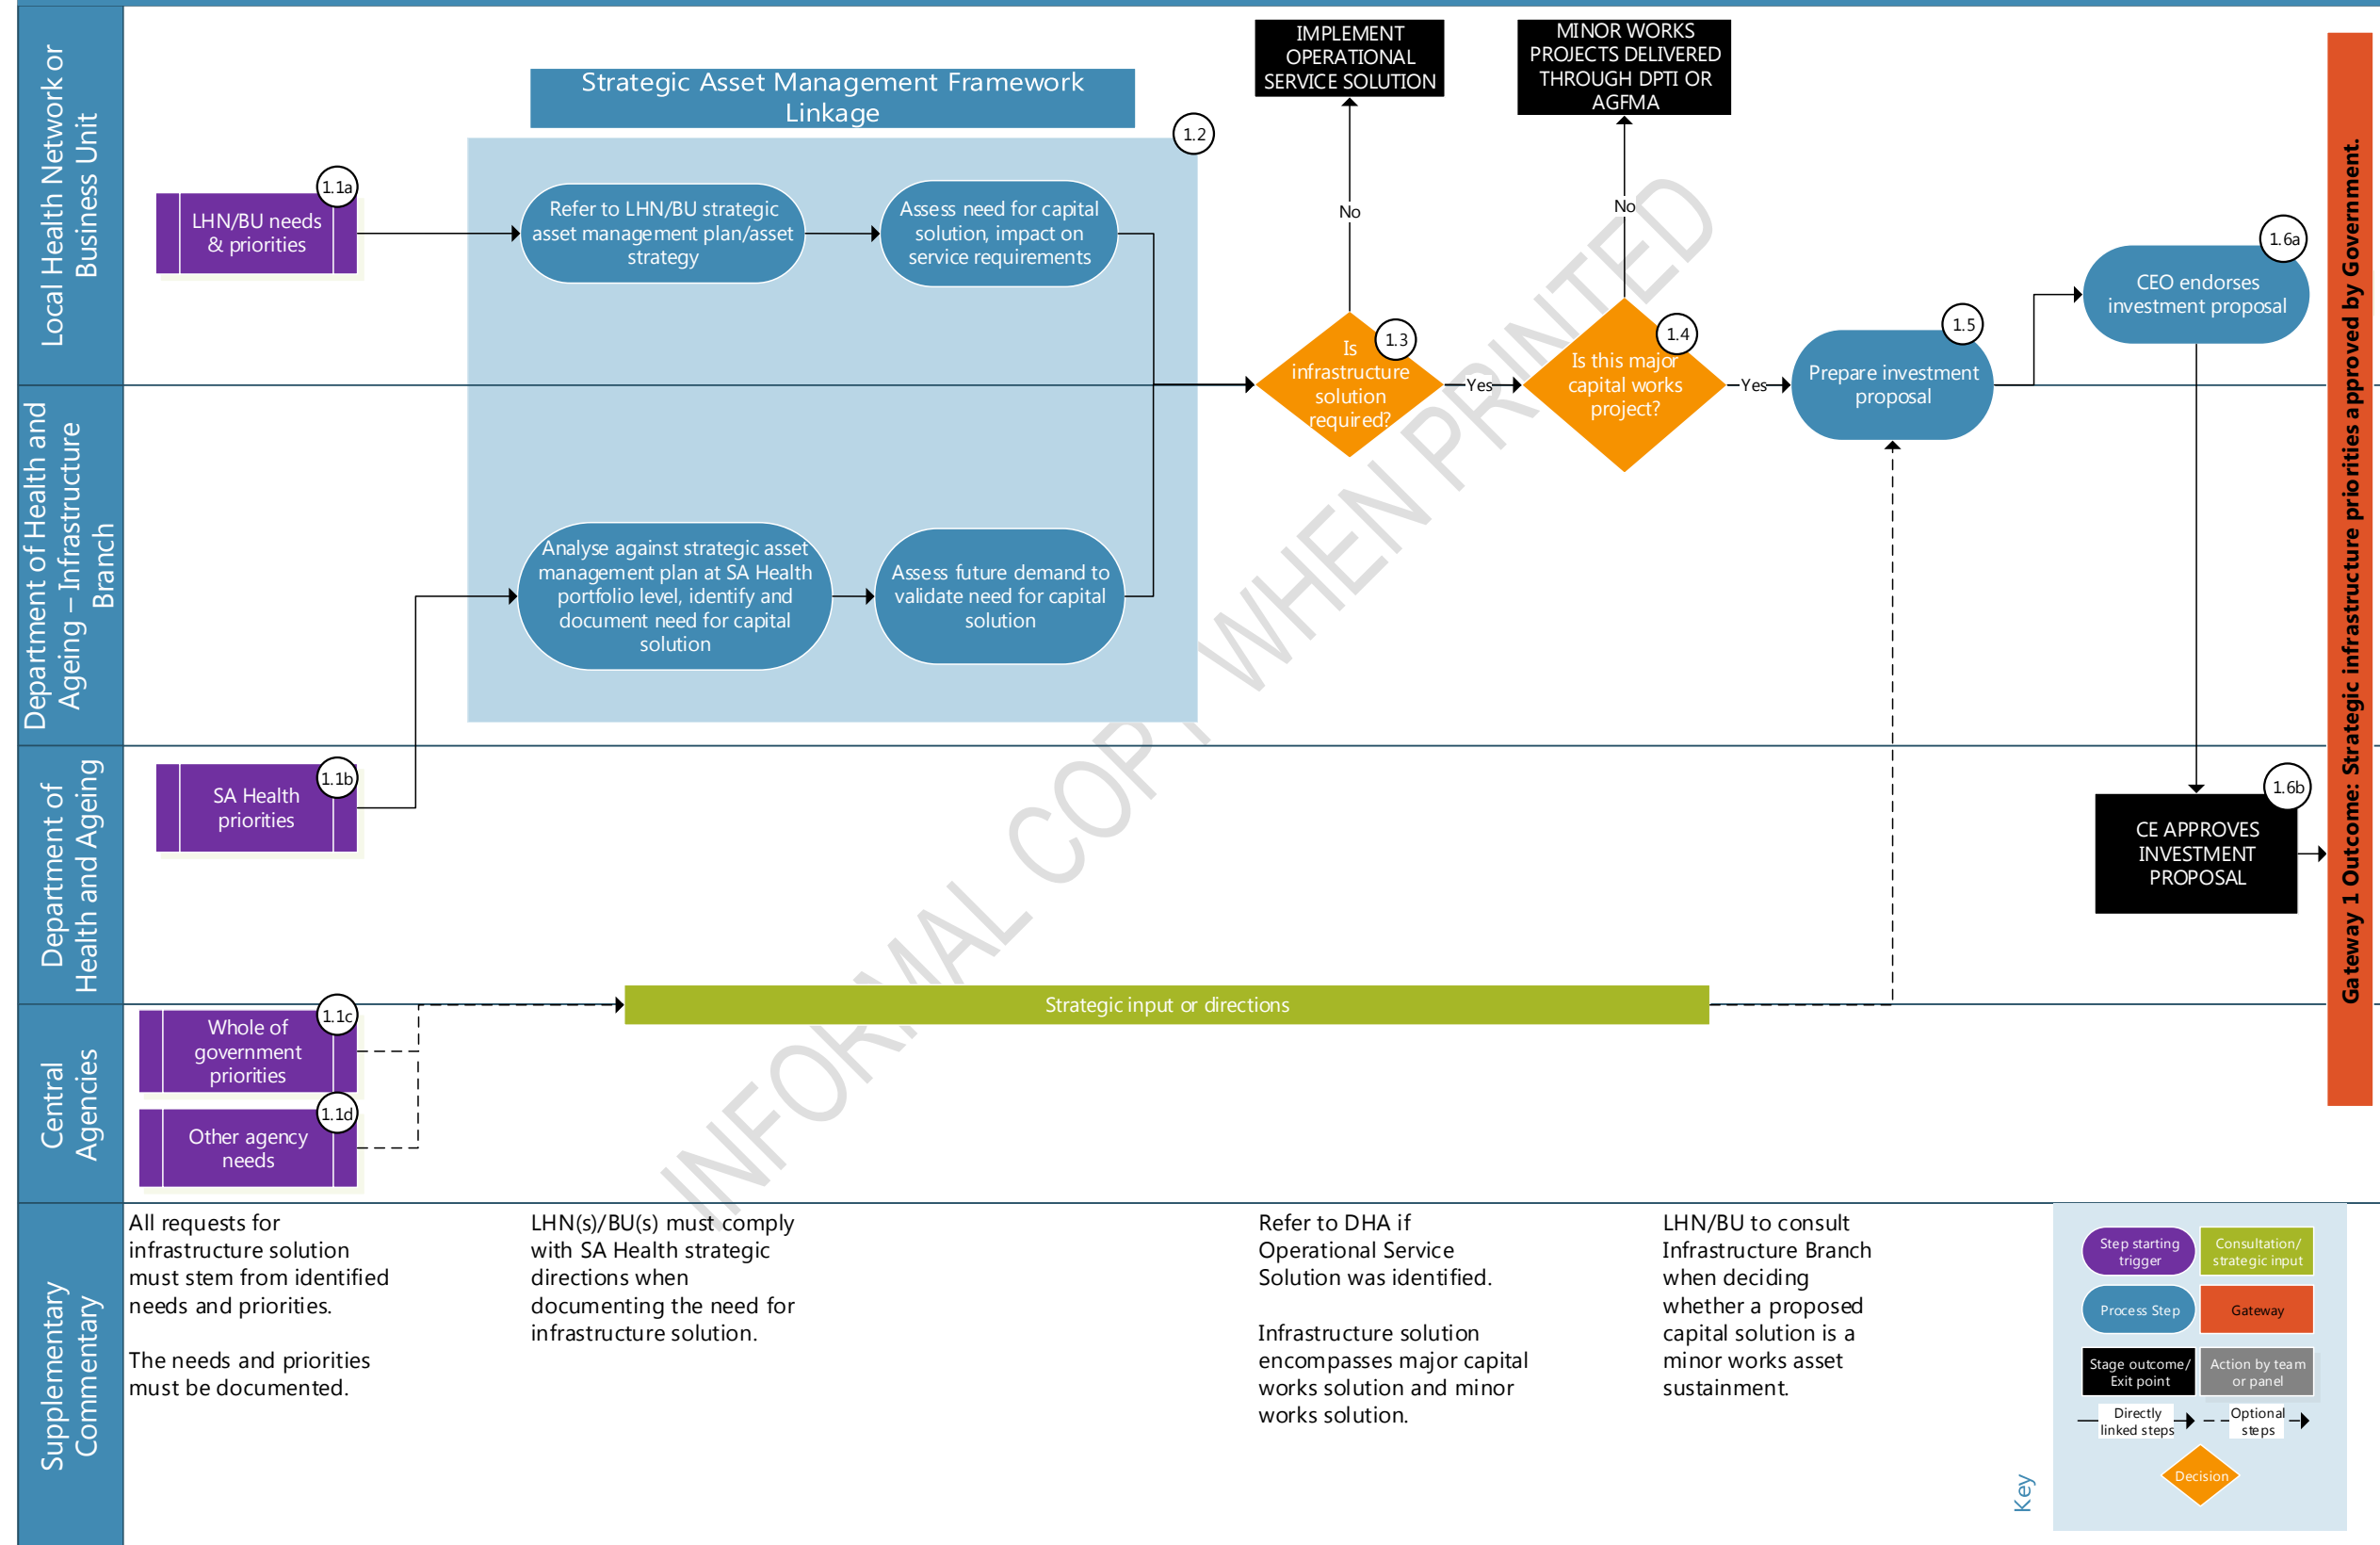 Local Health Network or
Business Unit
Department of Health and
Ageing – Infrastructure
Branch
Department of
Health and Ageing
Central
Agencies
Supplementary
Commentary
Strategic Asset Management Framework
Linkage
1.2
1.1a
LHN/BU needs
& priorities
Refer to LHN/BU strategic
asset management plan/asset
strategy
Assess need for capital
solution, impact on
service requirements
Analyse against strategic asset
management plan at SA Health
portfolio level, identify and
document need for capital
solution
Assess future demand to
validate need for capital
solution
1.1b
SA Health
priorities
1.1c
Whole of
government
priorities
1.1d
Other agency
needs
Strategic input or directions
IMPLEMENT
OPERATIONAL
SERVICE SOLUTION
No
1.3
Is
infrastructure
solution
required?
Yes
MINOR WORKS
PROJECTS DELIVERED
THROUGH DPTI OR
AGFMA
No
1.4
Is this major
capital works
project?
Yes
1.5
Prepare investment
proposal
1.6a
CEO endorses
investment proposal
1.6b
CE APPROVES
INVESTMENT
PROPOSAL
Gateway 1 Outcome: Strategic infrastructure priorities approved by Government.
INFORMAL COPY WHEN PRINTED
All requests for
infrastructure solution
must stem from identified
needs and priorities.
The needs and priorities
must be documented.
LHN(s)/BU(s) must comply
with SA Health strategic
directions when
documenting the need for
infrastructure solution.
Refer to DHA if
Operational Service
Solution was identified.
Infrastructure solution
encompasses major capital
works solution and minor
works solution.
LHN/BU to consult
Infrastructure Branch
when deciding
whether a proposed
capital solution is a
minor works asset
sustainment.
Key
Step starting
trigger
Consultation/
strategic input
Process Step
Gateway
Stage outcome/
Exit point
Action by team
or panel
Directly
linked steps
Optional
steps
Decision